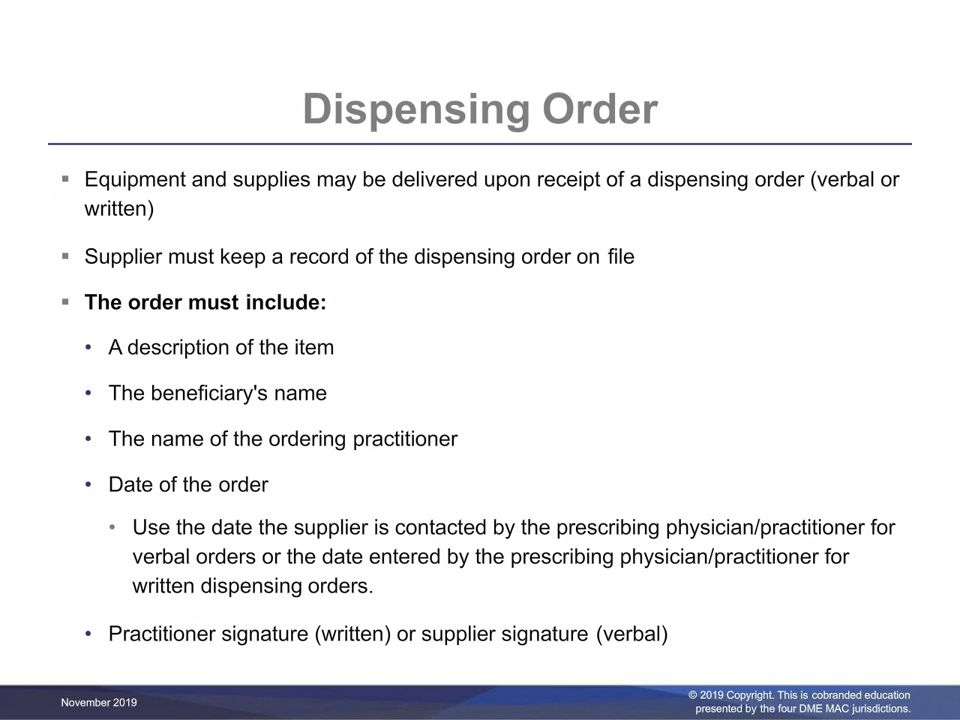 Dispensing Order
▪ Equipment and supplies may be delivered upon receipt of a dispensing order (verbal or
written)
▪ Supplier must keep a record of the dispensing order on file
▪ The order must include:
• A description of the item
• The beneficiary's name
• The name of the ordering practitioner
• Date of the order
• Use the date the supplier is contacted by the prescribing physician/practitioner for
verbal orders or the date entered by the prescribing physician/practitioner for
written dispensing orders.
• Practitioner signature (written) or supplier signature (verbal)
November 2019
© 2019 Copyright. This is cobranded education
presented by the four DME MAC jurisdictions.